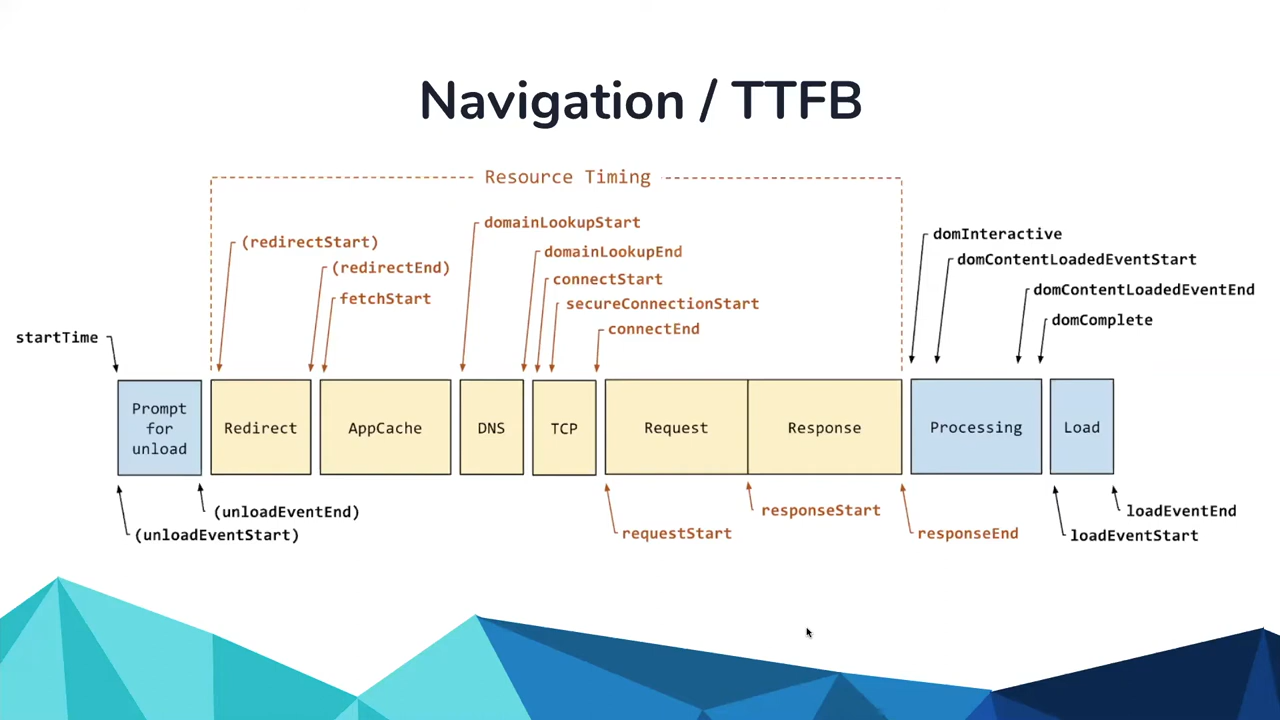 Navigation / TTFB
Resource Timing
domainLookupStart
domInteractive
(redirectStart)
domainLookupEnd
domContentLoadedEventStart
(redirectEnd)
connectStart
domContentLoadedEventEnd
fetchStart
secureConnectionStart
domComplete
connectEnd
startTime
Prompt
for
unload
Redirect
AppCache
DNS
TCP
Request
Response
Processing
Load
(unloadEventEnd)
responseStart
loadEventEnd
(unloadEventStart)
requestStart
responseEnd
loadEventStart